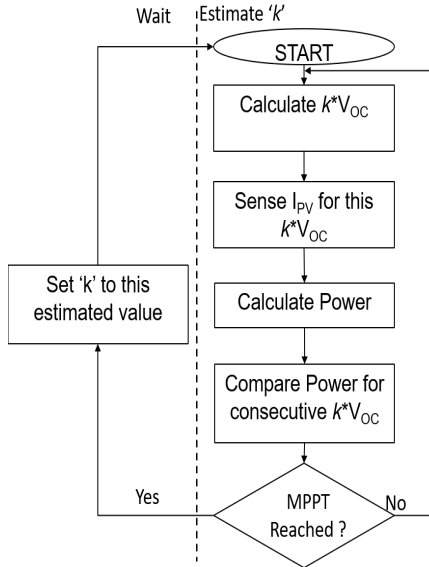 Wait
Estimate ‘k’
START
Calculate k*VOC
Sense IPV for this
k*VOC
Set ‘k’ to this
estimated value
Calculate Power
Compare Power for
consecutive k*VOC
Yes
MPPT
Reached ?
No